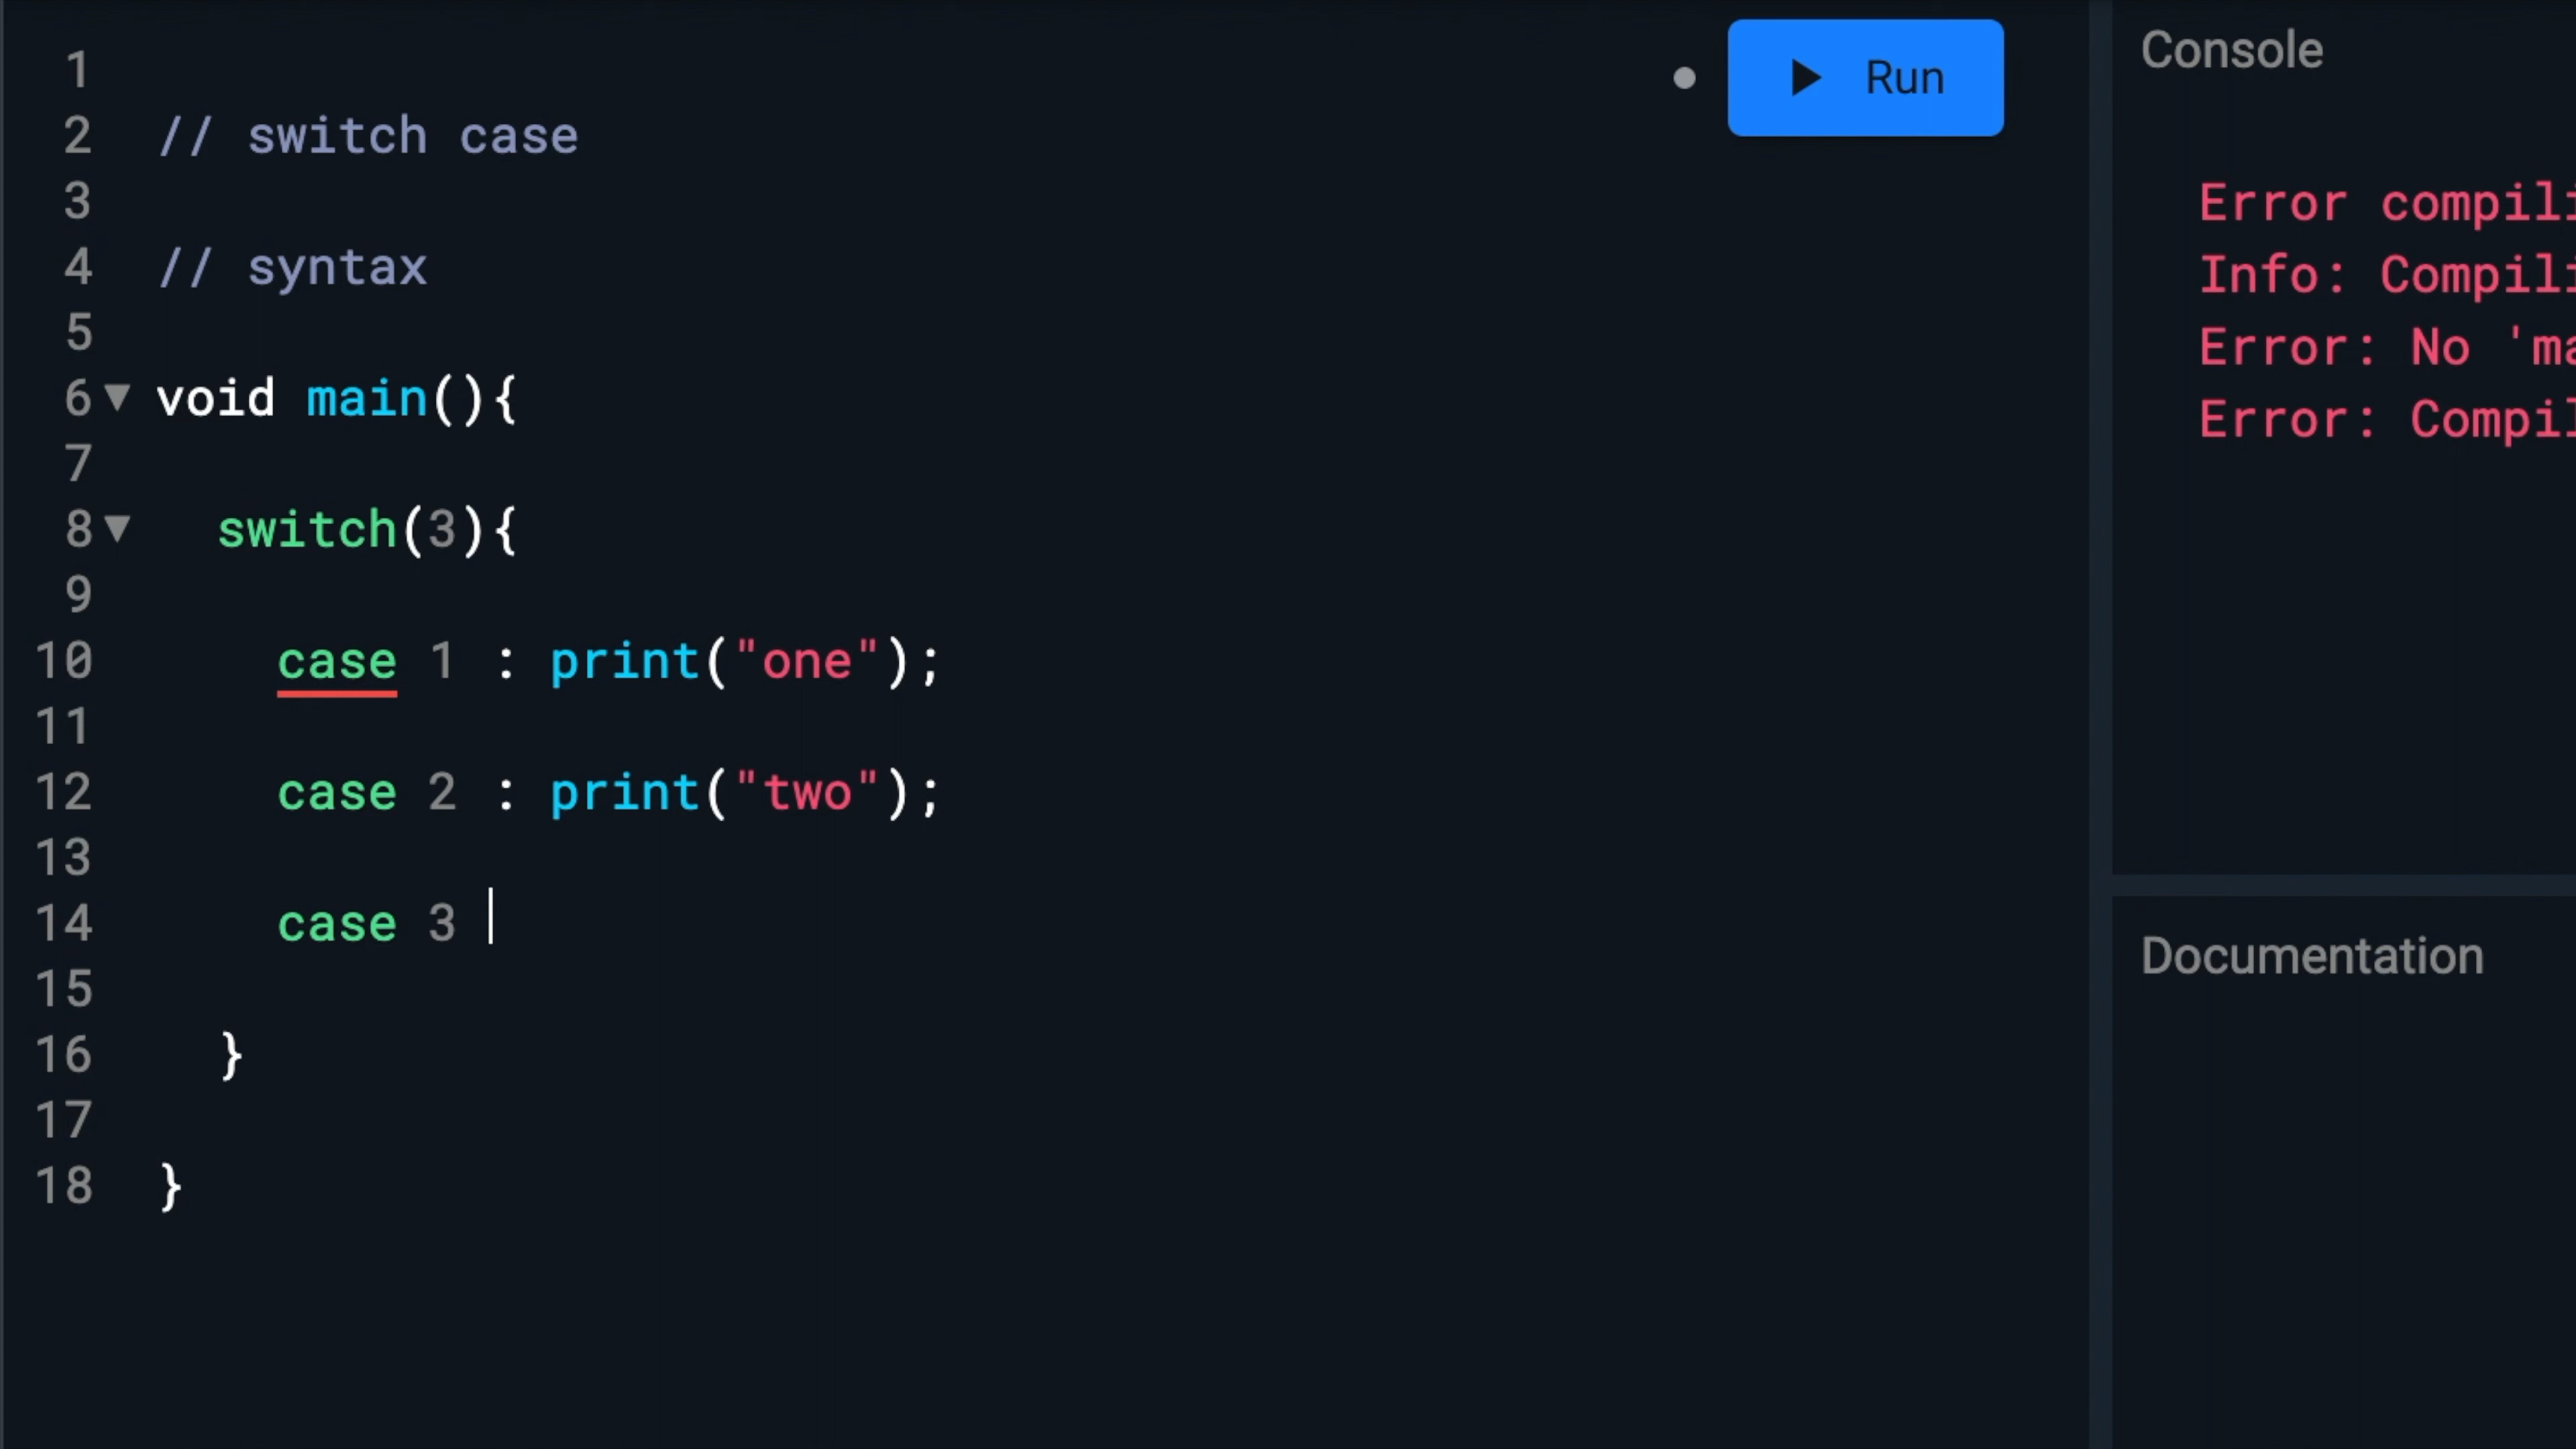 1
2 // switch case
3
4 // syntax
5
6 void main(){
7
8 switch(3){
9
10 case 1 : print("one");
11
12 case 2 : print("two");
13
14 case 3
15
16 }
17
18 }
Run
Console
Error
Info:
Error: No
Error:
Documentation